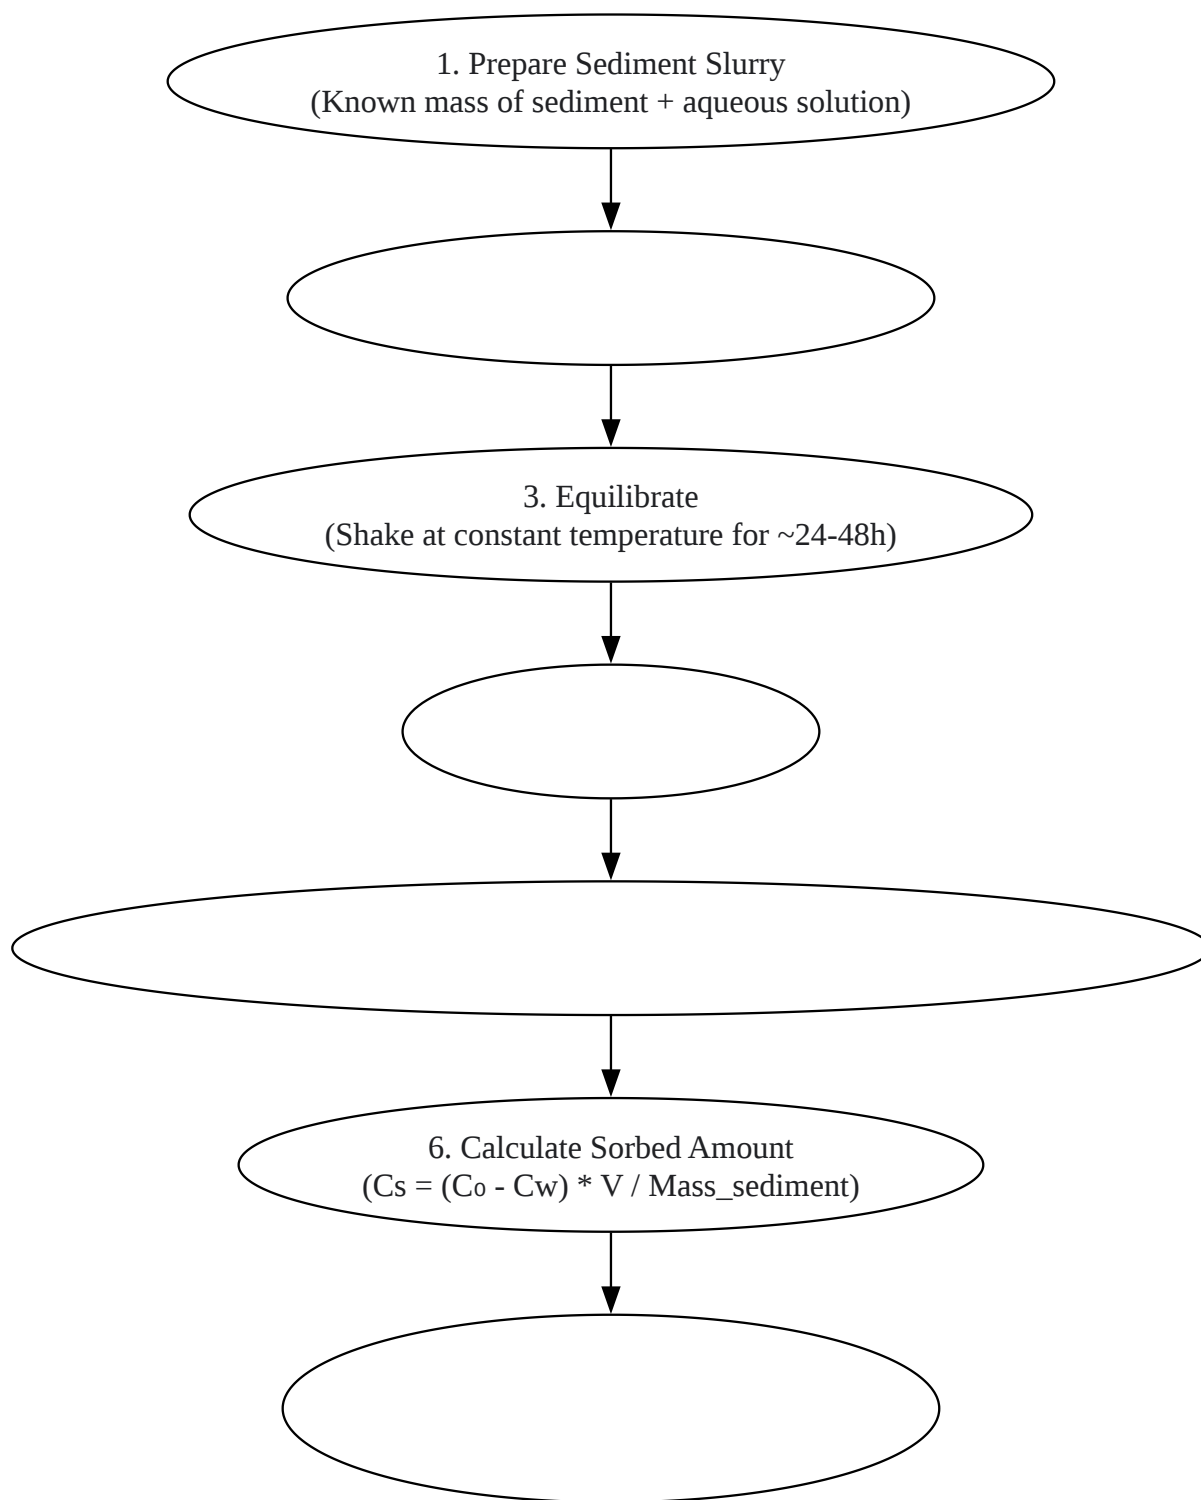 1. Prepare Sediment Slurry
(Known mass of sediment + aqueous solution)
3. Equilibrate
(Shake at constant temperature for ~24-48h)
6. Calculate Sorbed Amount
(Cs = (C₀ - Cw) * V / Mass_sediment)